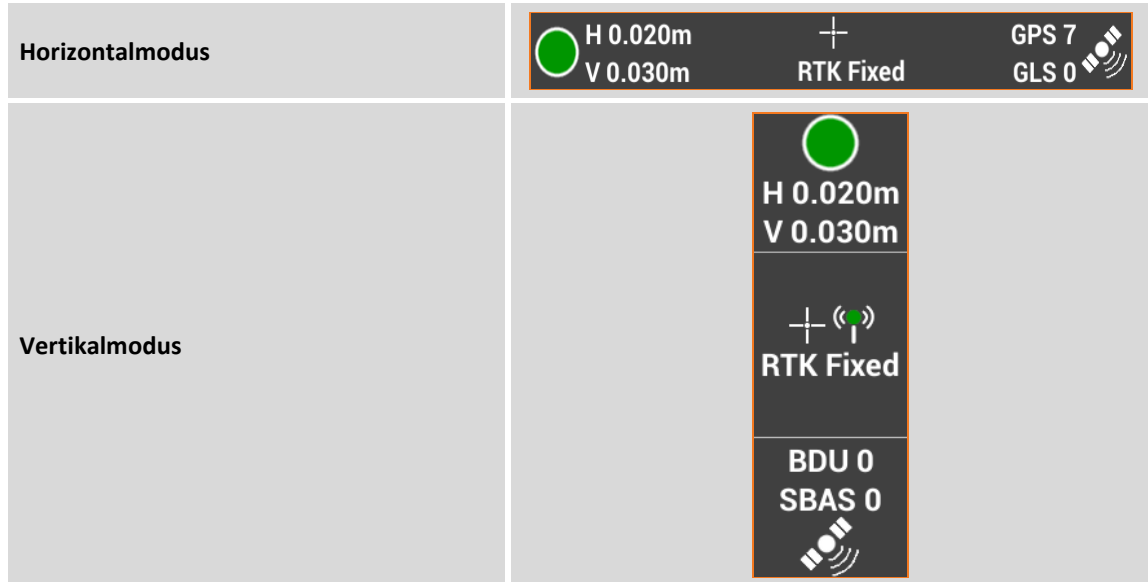 Horizontalmodus
H 0.020m
V 0.030m
RTK Fixed
GPS 7
GLS 0
Vertikalmodus
H 0.020m
V 0.030m
RTK Fixed
BDU 0
SBAS 0